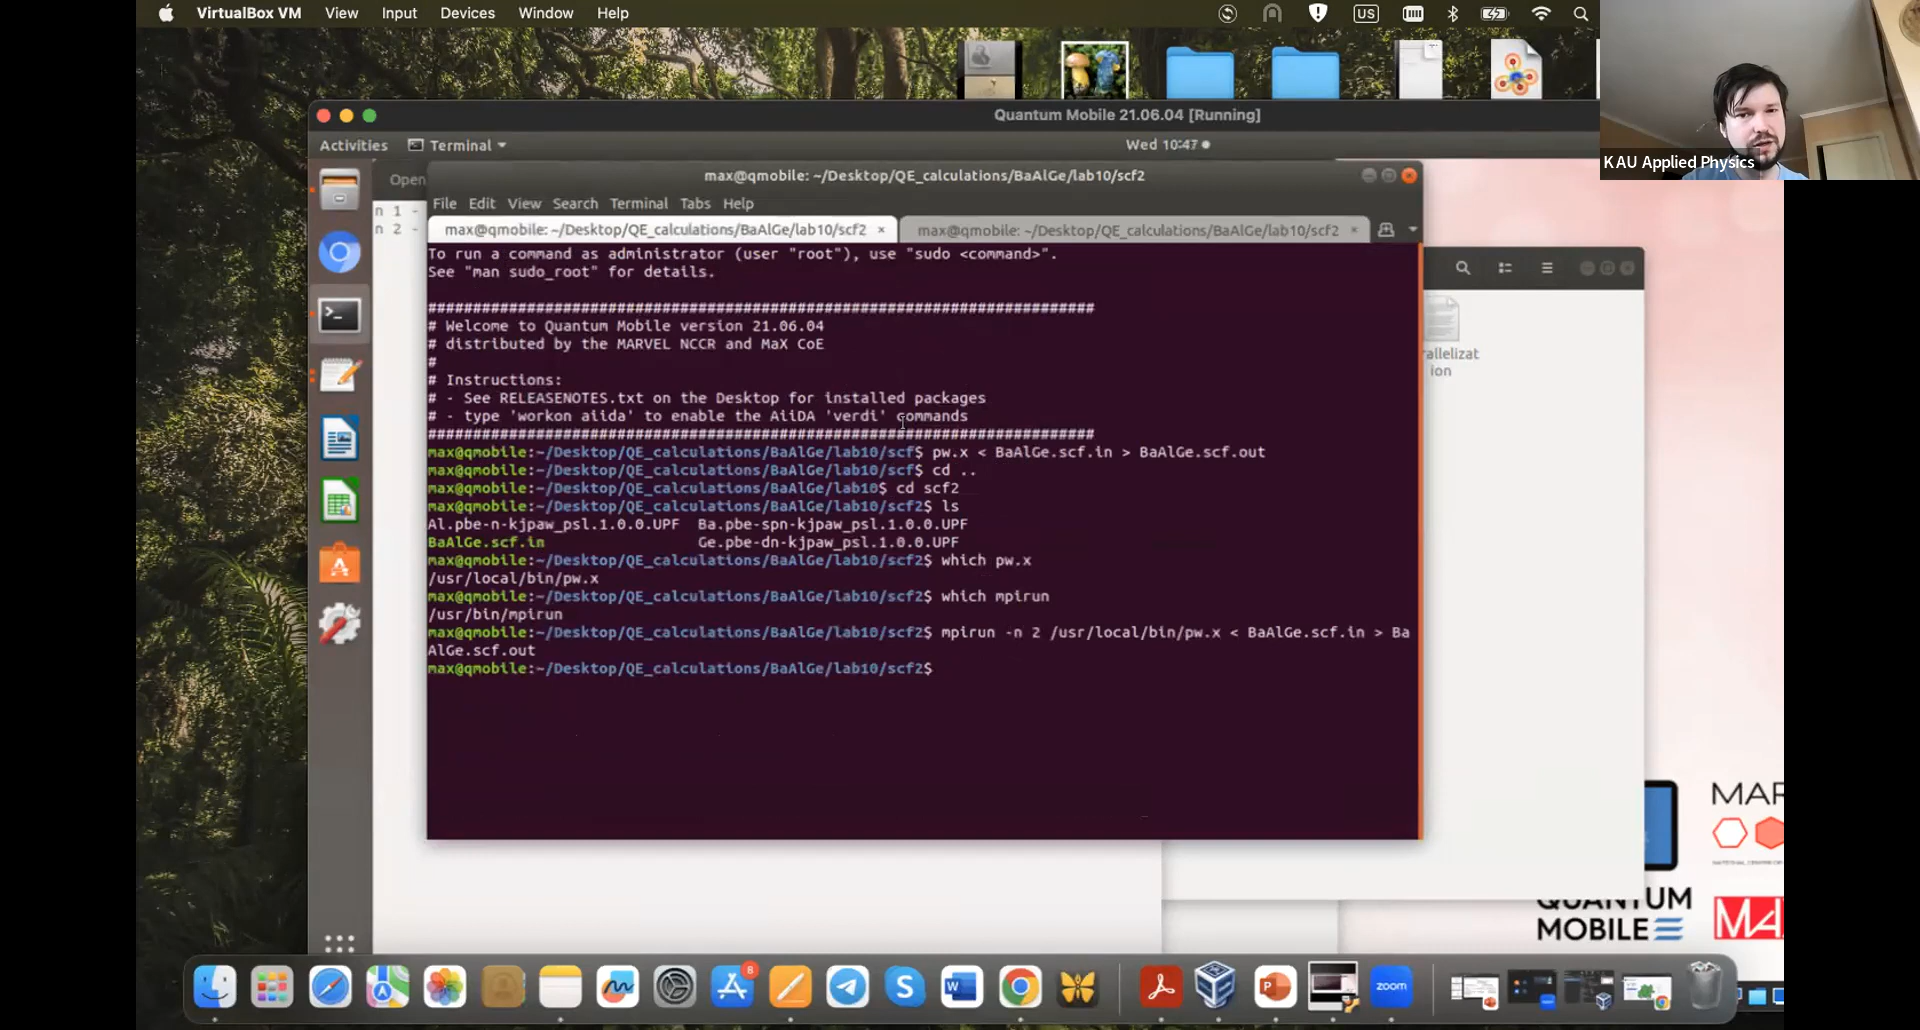 VirtualBox VM View Input Devices Window Help
US
KAU Applied Physics
Quantum Mobile 21.06.04 [Running]
Activities Terminal Wed 10:47
Open
n 1 -
n 2 -
max@qmobile: ~/Desktop/QE_calculations/BaAlGe/lab10/scf2
File Edit View Search Terminal Tabs Help
max@qmobile: ~/Desktop/QE_calculations/BaAlGe/lab10/scf2 × max@qmobile: ~/Desktop/QE_calculations/BaAlGe/lab10/scf2 ×
To run a command as administrator (user "root"), use "sudo <command>".
See "man sudo_root" for details.
##########################################################################
# Welcome to Quantum Mobile version 21.06.04
# distributed by the MARVEL NCCR and MaX CoE
#
# Instructions:
# - See RELEASENOTES.txt on the Desktop for installed packages
# - type 'workon aiida' to enable the AiiDA 'verdi' commands
##########################################################################
max@qmobile:~/Desktop/QE_calculations/BaAlGe/lab10/scf$ pw.x < BaAlGe.scf.in > BaAlGe.scf.out
max@qmobile:~/Desktop/QE_calculations/BaAlGe/lab10/scf$ cd ..
max@qmobile:~/Desktop/QE_calculations/BaAlGe/lab10$ cd scf2
max@qmobile:~/Desktop/QE_calculations/BaAlGe/lab10/scf2$ ls
Al.pbe-n-kjpaw_psl.1.0.0.UPF Ba.pbe-spn-kjpaw_psl.1.0.0.UPF
BaAlGe.scf.in Ge.pbe-dn-kjpaw_psl.1.0.0.UPF
max@qmobile:~/Desktop/QE_calculations/BaAlGe/lab10/scf2$ which pw.x
/usr/local/bin/pw.x
max@qmobile:~/Desktop/QE_calculations/BaAlGe/lab10/scf2$ which mpirun
/usr/bin/mpirun
max@qmobile:~/Desktop/QE_calculations/BaAlGe/lab10/scf2$ mpirun -n 2 /usr/local/bin/pw.x < BaAlGe.scf.in > Ba
AlGe.scf.out
max@qmobile:~/Desktop/QE_calculations/BaAlGe/lab10/scf2$
rallelizat
ion
MAR
QUANTUM
MOBILE
MA
8
W
P
zoom